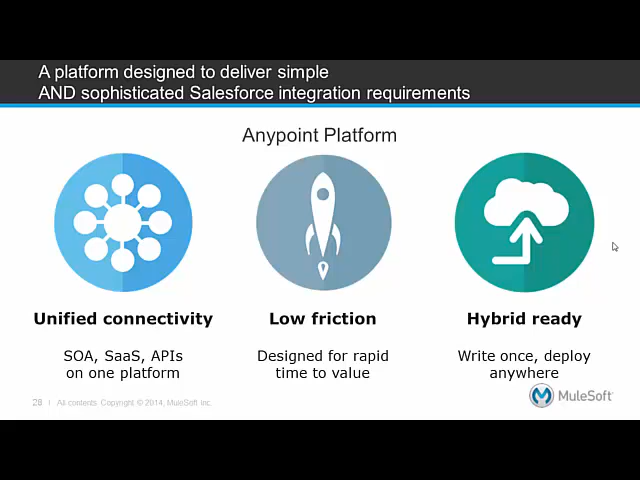 A platform designed to deliver simple
AND sophisticated Salesforce integration requirements
Anypoint Platform
Unified connectivity
SOA, SaaS, APIs
on one platform
Low friction
Designed for rapid
time to value
Hybrid ready
Write once, deploy
anywhere
28 | All contents Copyright © 2014, MuleSoft Inc.
MuleSoft